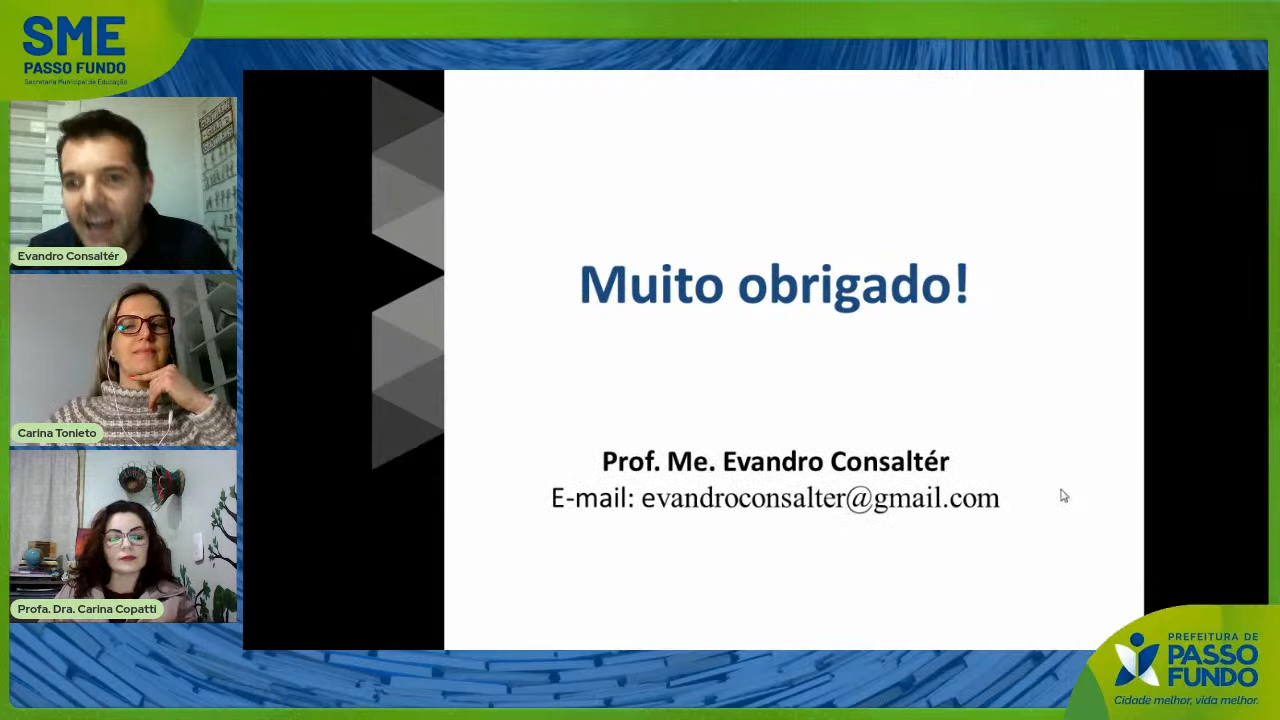 SME
PASSO FUNDO
Secretaria Municipal de Educação
Evandro Consaltér
Carina Tonieto
Profa. Dra. Carina Copatti
Muito obrigado!
Prof. Me. Evandro Consaltér
E-mail: evandroconsalter@gmail.com
PREFEITURA DE
PASSO
FUNDO
Cidade melhor, vida melhor.